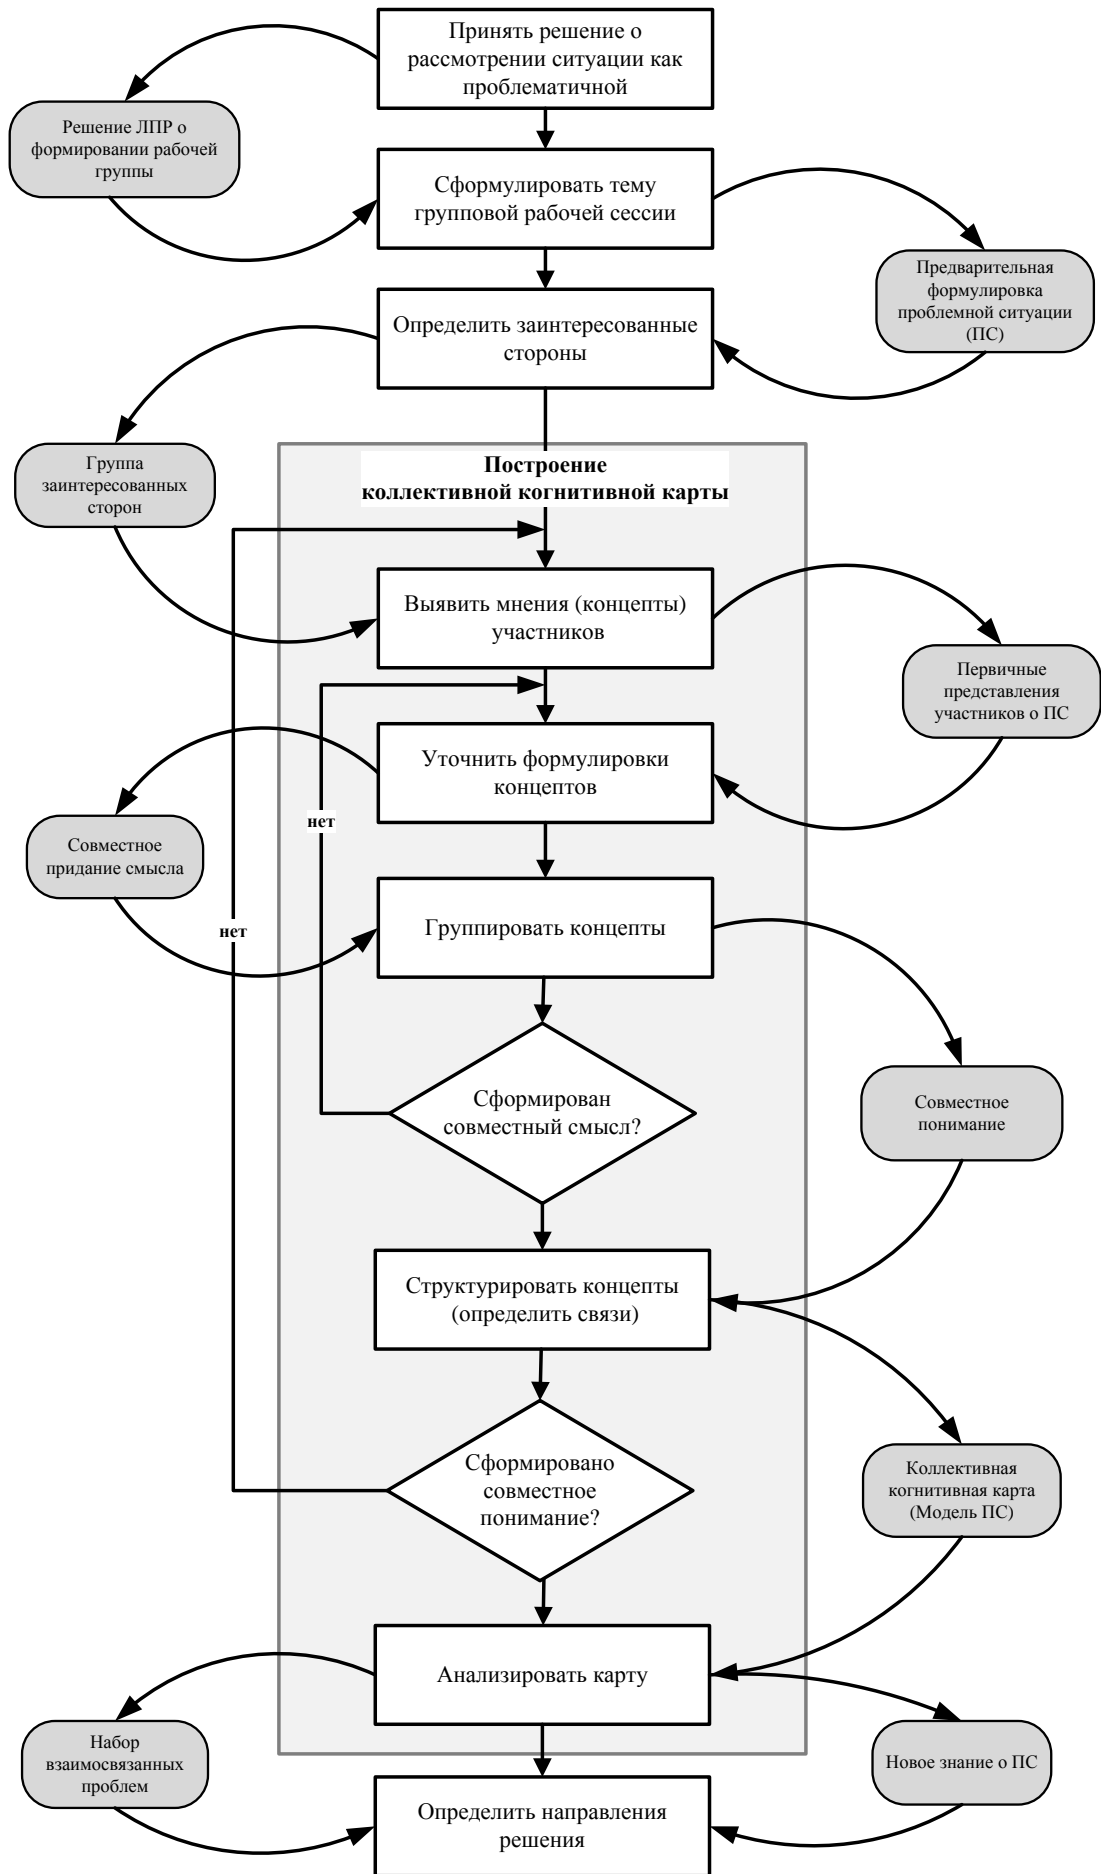 Принять решение о
рассмотрении ситуации как
проблематичной
Решение ЛПР о
формировании рабочей
группы
Сформулировать тему
групповой рабочей сессии
Предварительная
формулировка
проблемной ситуации
(ПС)
Определить заинтересованные
стороны
Группа
заинтересованных
сторон
Построение
коллективной когнитивной карты
Выявить мнения (концепты)
участников
Первичные
представления
участников о ПС
Уточнить формулировки
концептов
нет
Совместное
придание смысла
нет
Группировать концепты
Сформирован
совместный смысл?
Совместное
понимание
Структурировать концепты
(определить связи)
Сформировано
совместное
понимание?
Коллективная
когнитивная карта
(Модель ПС)
Анализировать карту
Набор
взаимосвязанных
проблем
Новое знание о ПС
Определить направления
решения